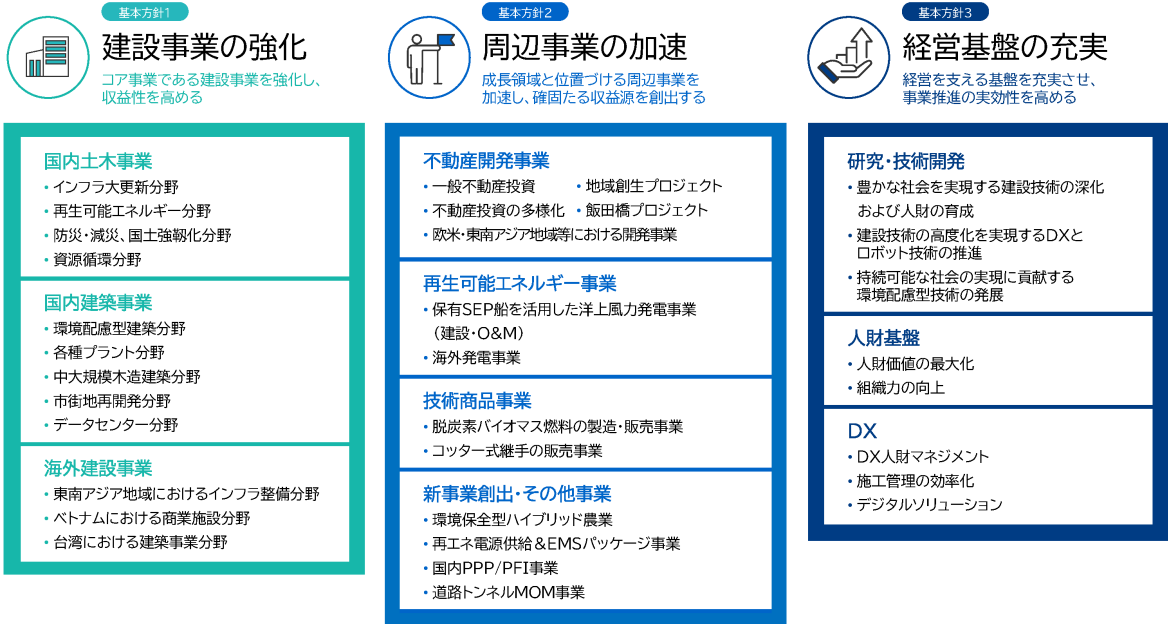 基本方針1
建設事業の強化
コア事業である建設事業を強化し、
収益性を高める
国内土木事業
・インフラ大更新分野
・再生可能エネルギー分野
・防災・減災、国土強靱化分野
・資源循環分野
国内建築事業
・環境配慮型建築分野
・各種プラント分野
・中大規模木造建築分野
・市街地再開発分野
・データセンター分野
海外建設事業
・東南アジア地域におけるインフラ整備分野
・ベトナムにおける商業施設分野
・台湾における建築事業分野
基本方針2
周辺事業の加速
成長領域と位置づける周辺事業を
加速し、確固たる収益源を創出する
不動産開発事業
・一般不動産投資 ・地域創生プロジェクト
・不動産投資の多様化 ・飯田橋プロジェクト
・欧米・東南アジア地域等における開発事業
再生可能エネルギー事業
・保有SEP船を活用した洋上風力発電事業
（建設・O&M）
・海外発電事業
技術商品事業
・脱炭素バイオマス燃料の製造・販売事業
・コッター式継手の販売事業
新事業創出・その他事業
・環境保全型ハイブリッド農業
・再エネ電源供給&EMSパッケージ事業
・国内PPP/PFI事業
・道路トンネルMOM事業
基本方針3
経営基盤の充実
経営を支える基盤を充実させ、
事業推進の実効性を高める
研究・技術開発
・豊かな社会を実現する建設技術の深化
および人財の育成
・建設技術の高度化を実現するDXと
ロボット技術の推進
・持続可能な社会の実現に貢献する
環境配慮型技術の発展
人財基盤
・人財価値の最大化
・組織力の向上
DX
・DX人財マネジメント
・施工管理の効率化
・デジタルソリューション